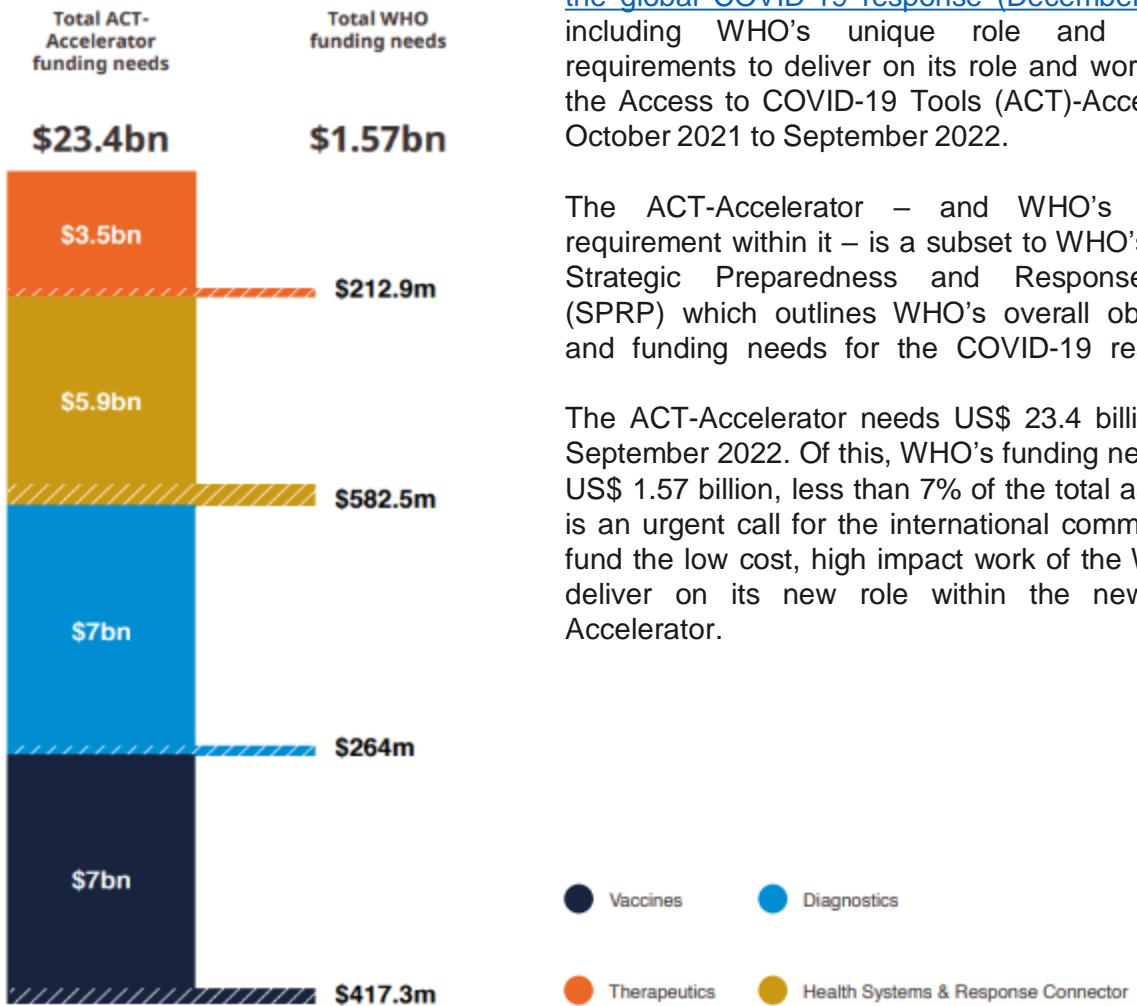 Total ACT-
Accelerator
funding needs
Total WHO
funding needs
$23.4bn
$1.57bn
$3.5bn
$212.9m
$5.9bn
$582.5m
$7bn
$264m
$7bn
$417.3m
the global COVID-19 response (December
including WHO’s unique role and
requirements to deliver on its role and wor
the Access to COVID-19 Tools (ACT)-Acce
October 2021 to September 2022.
The ACT-Accelerator – and WHO’s
requirement within it – is a subset to WHO’s
Strategic Preparedness and Response
(SPRP) which outlines WHO’s overall ob
and funding needs for the COVID-19 re
The ACT-Accelerator needs US$ 23.4 billi
September 2022. Of this, WHO’s funding ne
US$ 1.57 billion, less than 7% of the total a
is an urgent call for the international comm
fund the low cost, high impact work of the W
deliver on its new role within the new
Accelerator.
Vaccines
Diagnostics
Therapeutics
Health Systems & Response Connector